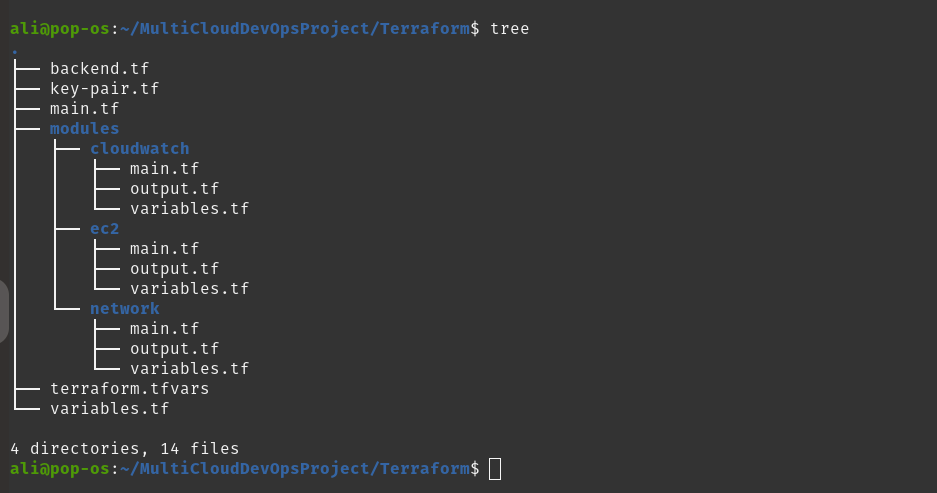 ali@pop-os:~/MultiCloudDevOpsProject/Terraform$ tree
.
├── backend.tf
├── key-pair.tf
├── main.tf
├── modules
│   ├── cloudwatch
│   │   ├── main.tf
│   │   ├── output.tf
│   │   └── variables.tf
│   ├── ec2
│   │   ├── main.tf
│   │   ├── output.tf
│   │   └── variables.tf
│   └── network
│       ├── main.tf
│       ├── output.tf
│       └── variables.tf
├── terraform.tfvars
└── variables.tf

4 directories, 14 files
ali@pop-os:~/MultiCloudDevOpsProject/Terraform$